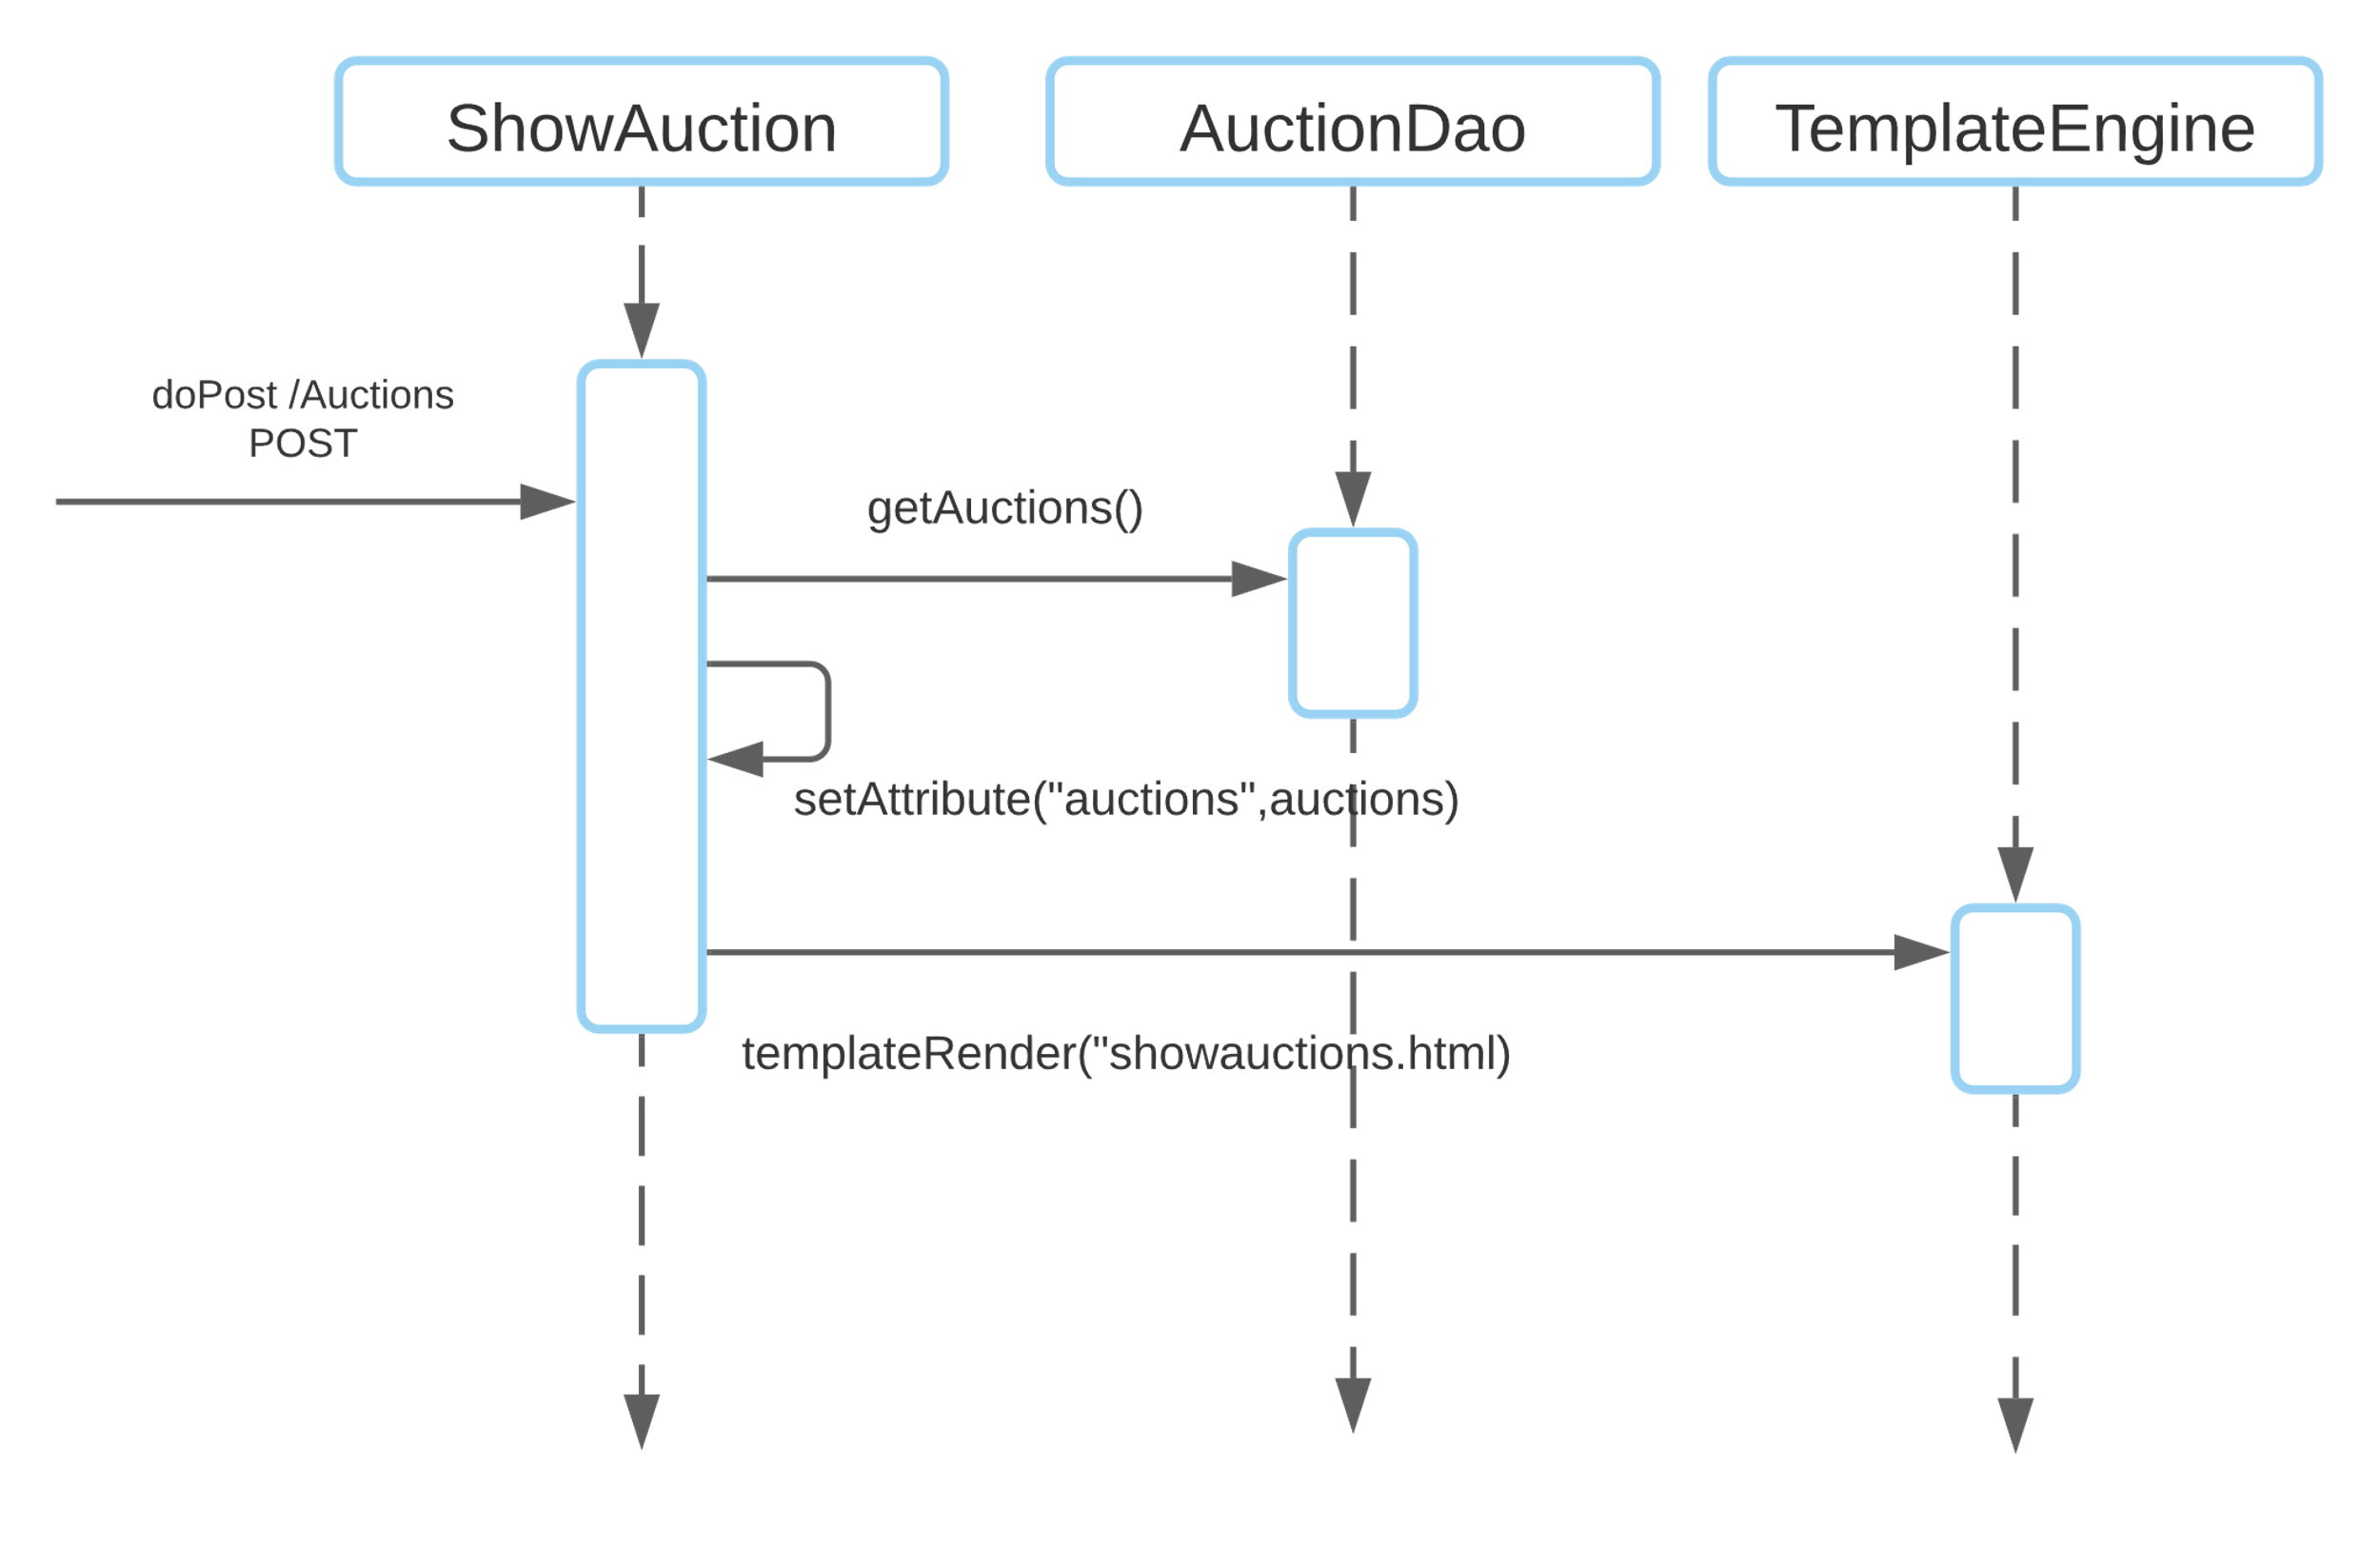 ShowAuction
AuctionDao
TemplateEngine
doPost /Auctions
POST
getAuctions()
setAttribute("auctions",auctions)
templateRender("showauctions.html)